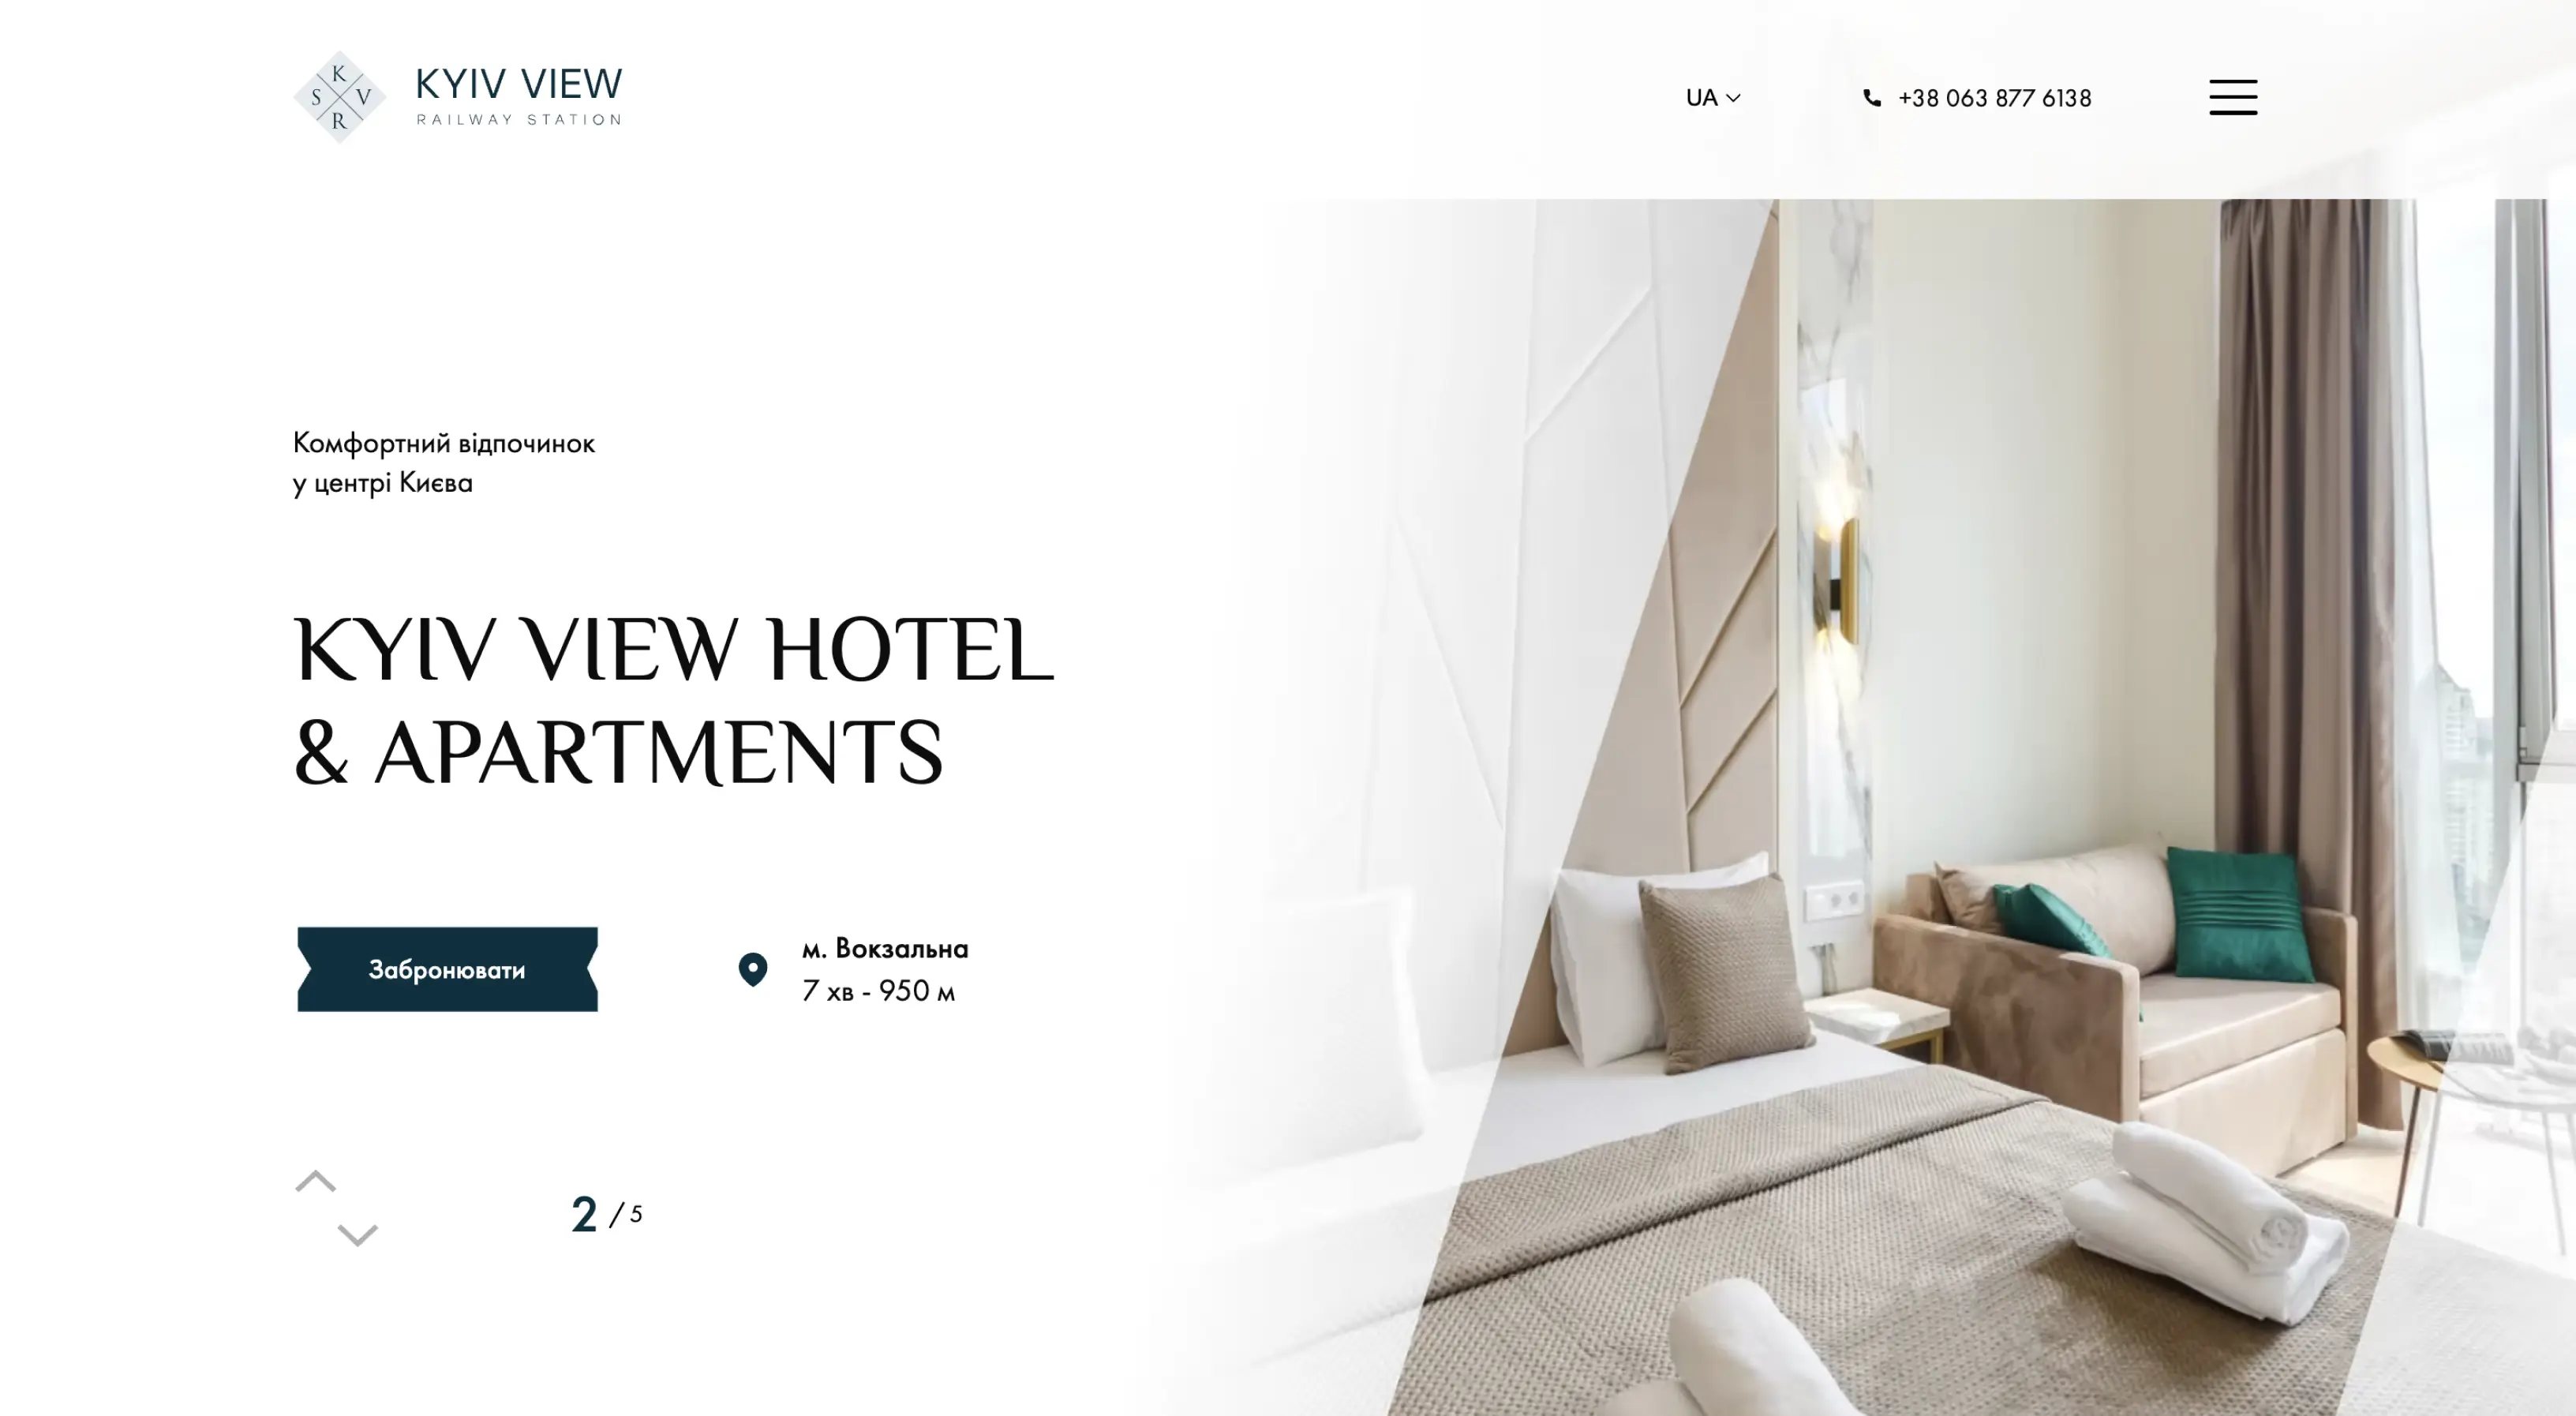 K
S V
R
KYIV VIEW
RAILWAY STATION
UA
+38 063 877 6138
Комфортний відпочинок
у центрі Києва
KYIV VIEW HOTEL
& APARTMENTS
Забронювати
м. Вокзальна
7 хв - 950 м
2 / 5